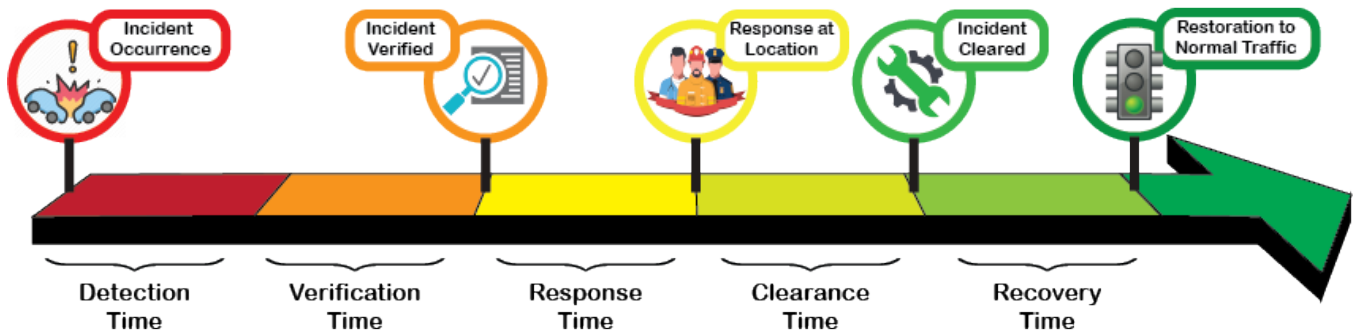 Incident
Occurrence
Incident
Verified
Response at
Location
Incident
Cleared
Restoration to
Normal Traffic
Detection
Time
Verification
Time
Response
Time
Clearance
Time
Recovery
Time